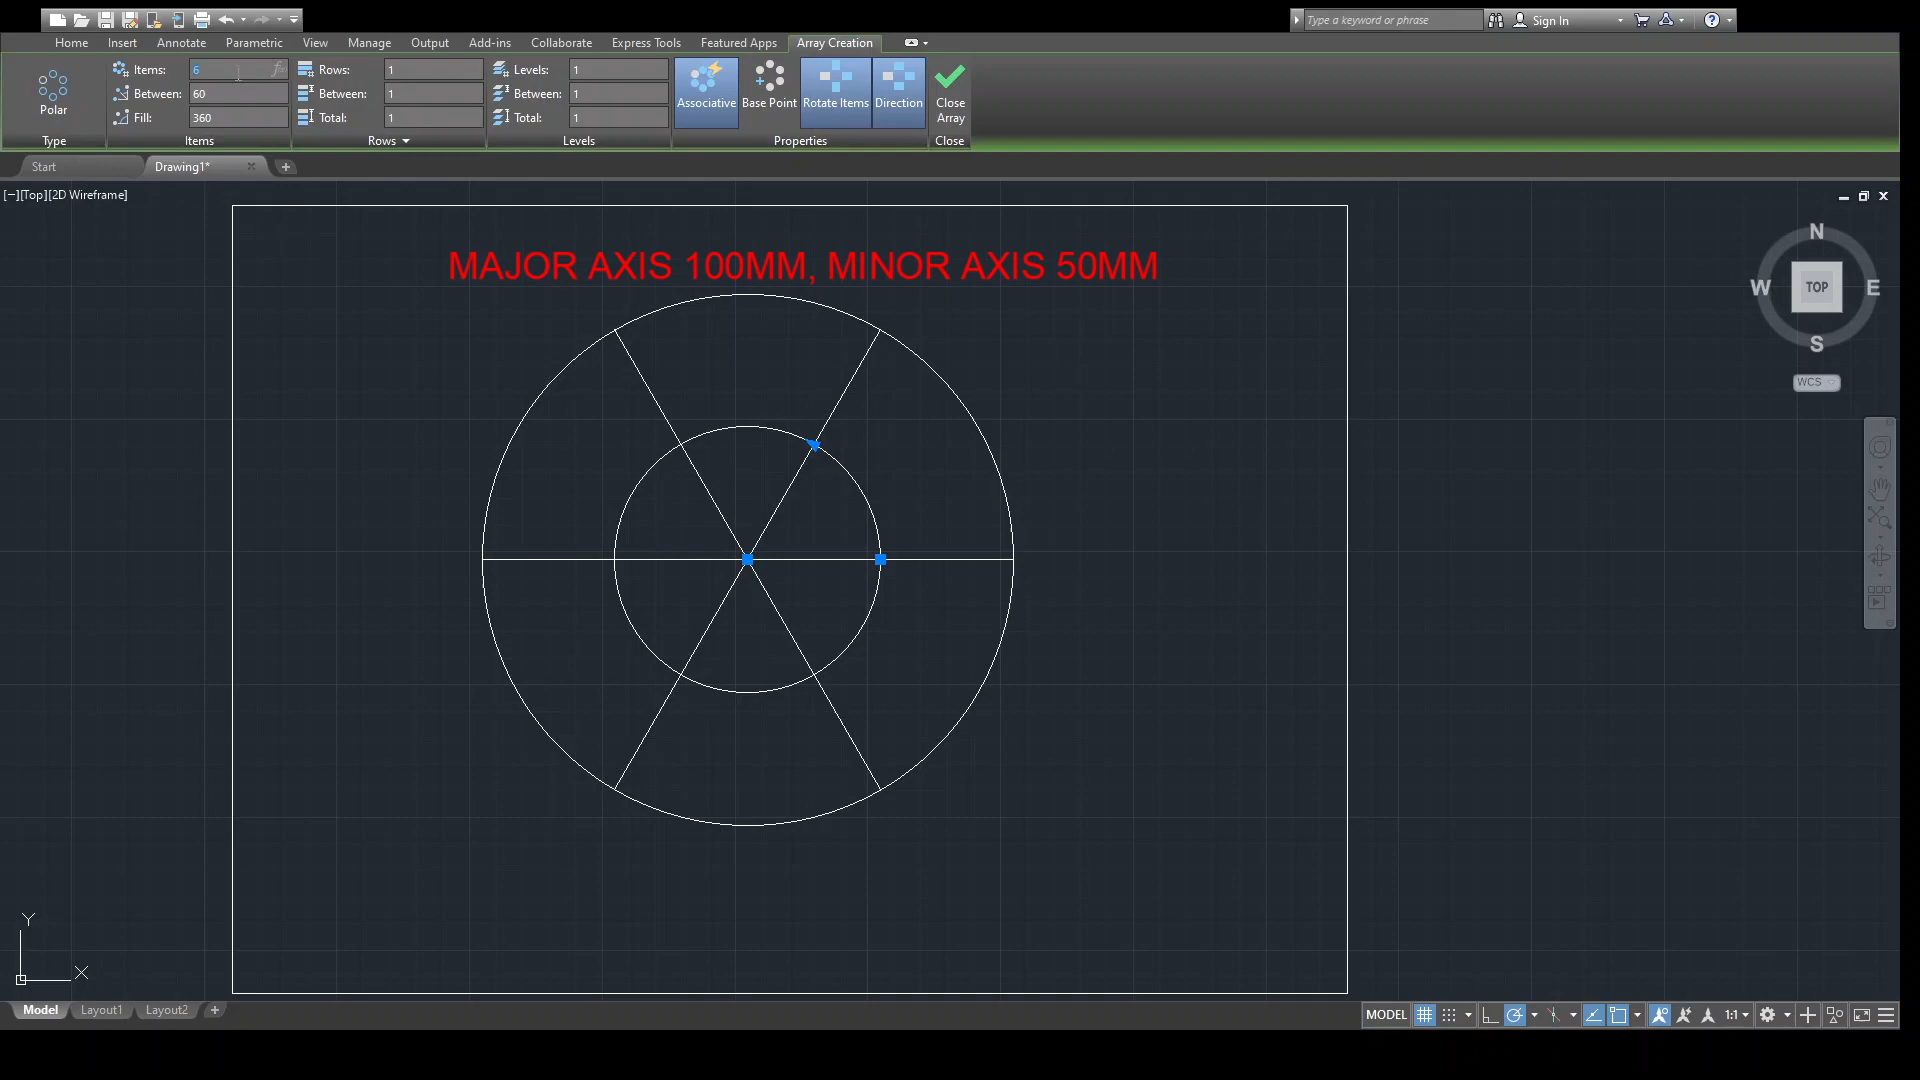 Type a keyword or phrase
Sign In
Home Insert Annotate Parametric View Manage Output Add-ins Collaborate Express Tools Featured Apps Array Creation
Polar
Items: 6
Between: 60
Fill: 360
Rows: 1
Between: 1
Total: 1
Levels: 1
Between: 1
Total: 1
Associative
Base Point
Rotate Items
Direction
Close
Array
Type
Items
Rows
Levels
Properties
Close
Start
Drawing1*
[−][Top][2D Wireframe]
MAJOR AXIS 100MM, MINOR AXIS 50MM
N
W
TOP
E
S
WCS
Y
X
Model
Layout1
Layout2
MODEL
1:1